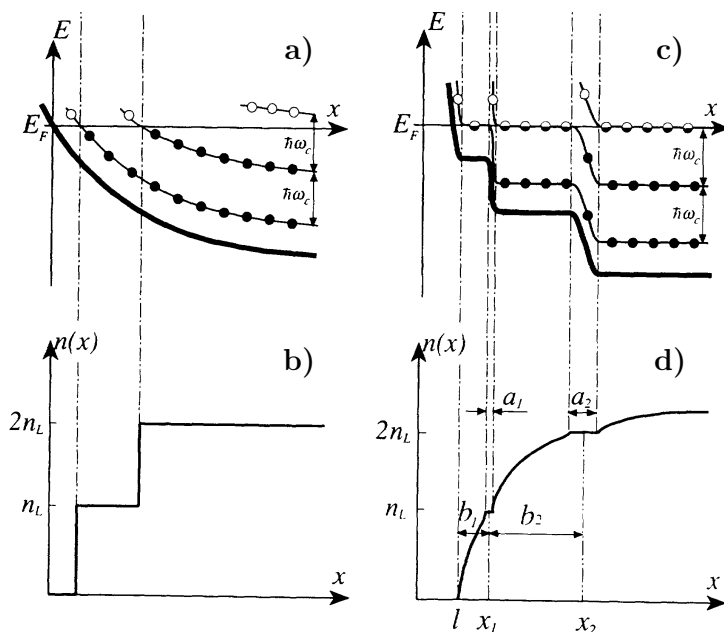 E
a)
x
E_F
ħω_c
ħω_c
E
c)
x
E_F
ħω_c
ħω_c
n(x)
b)
2n_L
n_L
x
n(x)
d)
a_1
a_2
2n_L
n_L
b_1
b_2
x
l
x_1
x_2